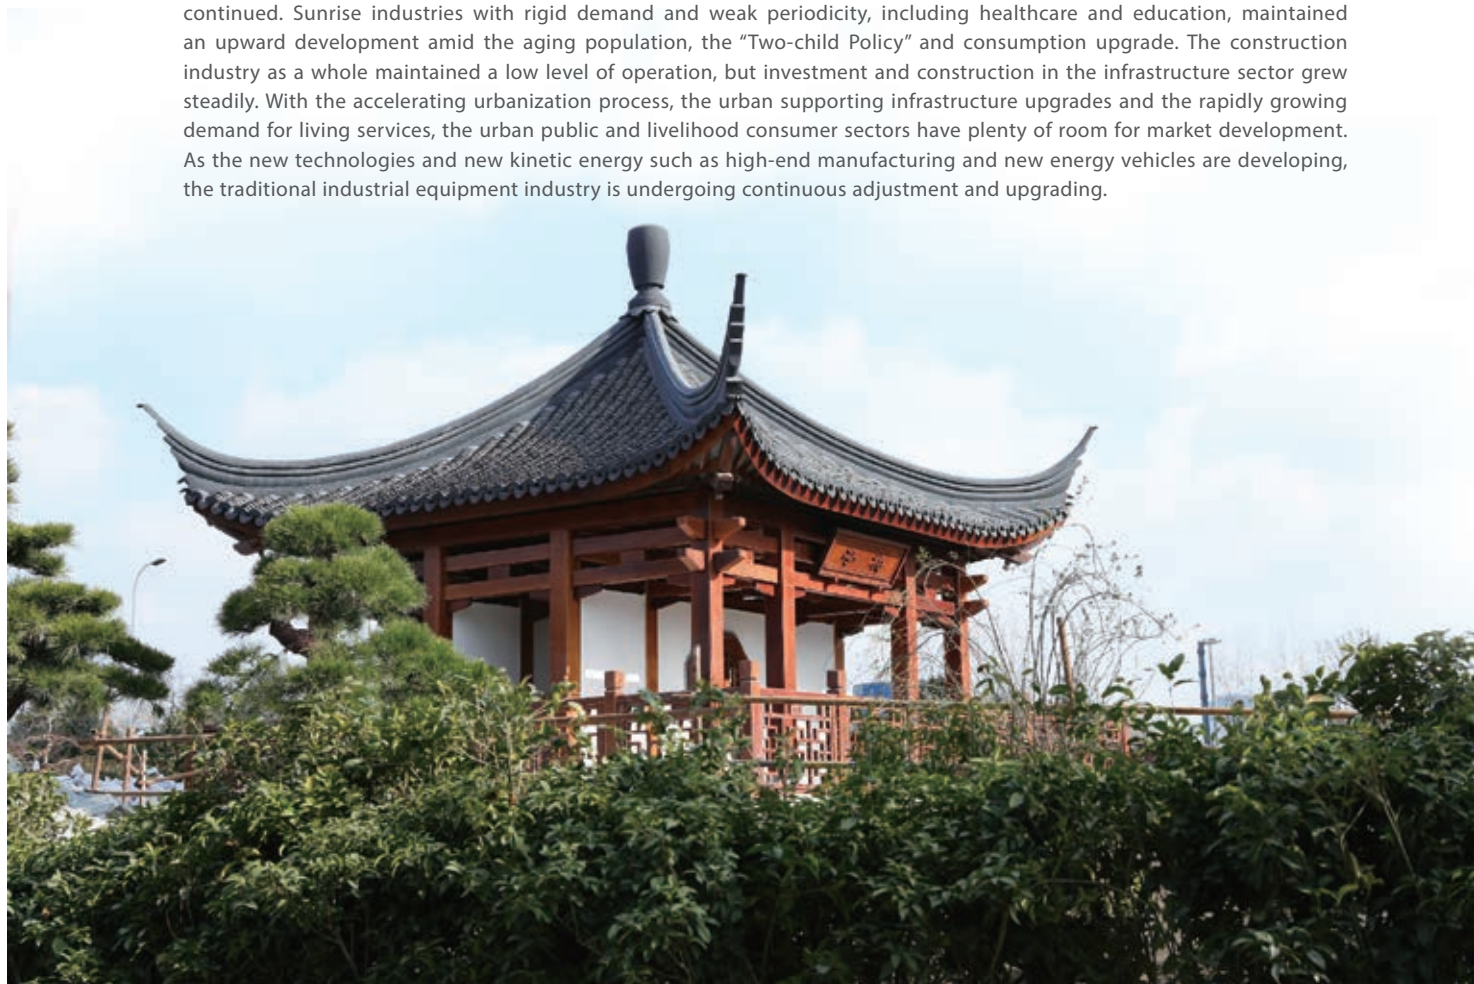 continued. Sunrise industries with rigid demand and weak periodicity, including healthcare and education, maintained
an upward development amid the aging population, the “Two-child Policy” and consumption upgrade. The construction
industry as a whole maintained a low level of operation, but investment and construction in the infrastructure sector grew
steadily. With the accelerating urbanization process, the urban supporting infrastructure upgrades and the rapidly growing
demand for living services, the urban public and livelihood consumer sectors have plenty of room for market development.
As the new technologies and new kinetic energy such as high-end manufacturing and new energy vehicles are developing,
the traditional industrial equipment industry is undergoing continuous adjustment and upgrading.